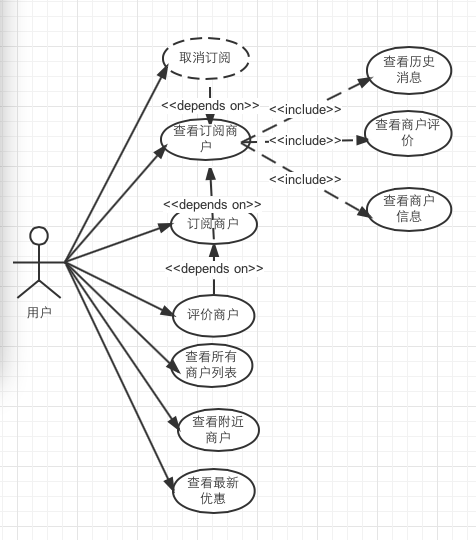 取消订阅
<<depends on>>
查看订阅商
户
查看历史
消息
<<include>>
查看商户评
价
<<include>>
<<include>>
查看商户
信息
<<depends on>>
订阅商户
<<depends on>>
用户
评价商户
查看所有
商户列表
查看附近
商户
查看最新
优惠